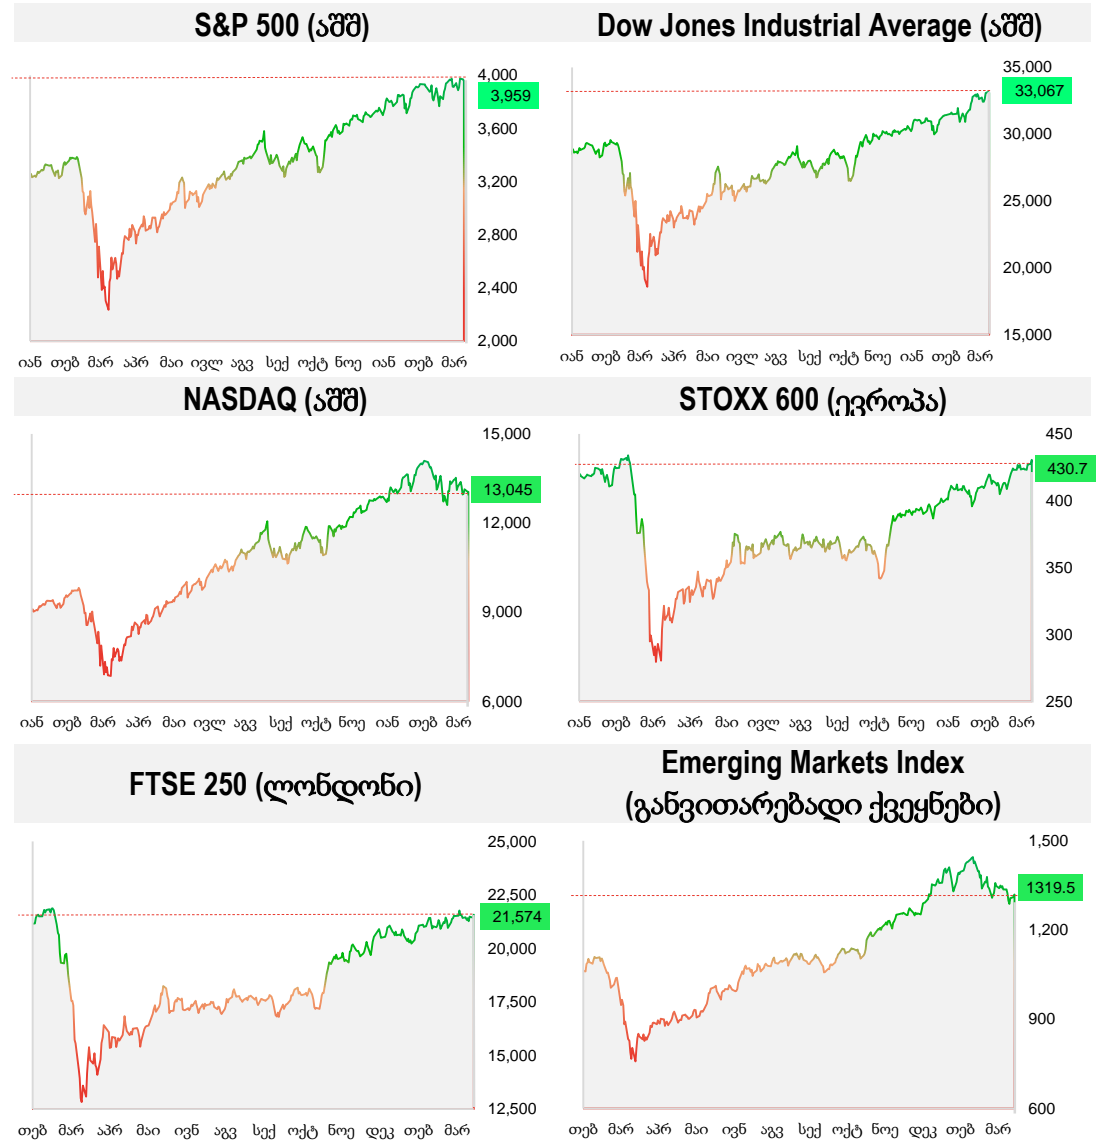 S&P 500 (აშშ)
4,000
3,959
3,600
3,200
2,800
2,400
2,000
იან თებ მარ აპრ მაი ივლ აგვ სექ ოქტ ნოე იან თებ მარ
Dow Jones Industrial Average (აშშ)
35,000
33,067
30,000
25,000
20,000
15,000
იან თებ მარ აპრ მაი ივლ აგვ სექ ოქტ ნოე იან თებ მარ
NASDAQ (აშშ)
15,000
13,045
12,000
9,000
6,000
იან თებ მარ აპრ მაი ივლ აგვ სექ ოქტ ნოე იან თებ მარ
STOXX 600 (ევროპა)
450
430.7
400
350
300
250
იან თებ მარ აპრ მაი ივლ აგვ სექ ოქტ ნოე იან თებ მარ
FTSE 250 (ლონდონი)
25,000
22,500
21,574
20,000
17,500
15,000
12,500
თებ მარ აპრ მაი ივნ აგვ სექ ოქტ ნოე დეკ თებ მარ
Emerging Markets Index
(განვითარებადი ქვეყნები)
1,500
1319.5
1,200
900
600
თებ მარ მაი ივნ აგვ სექ ოქტ ნოე დეკ თებ მარ